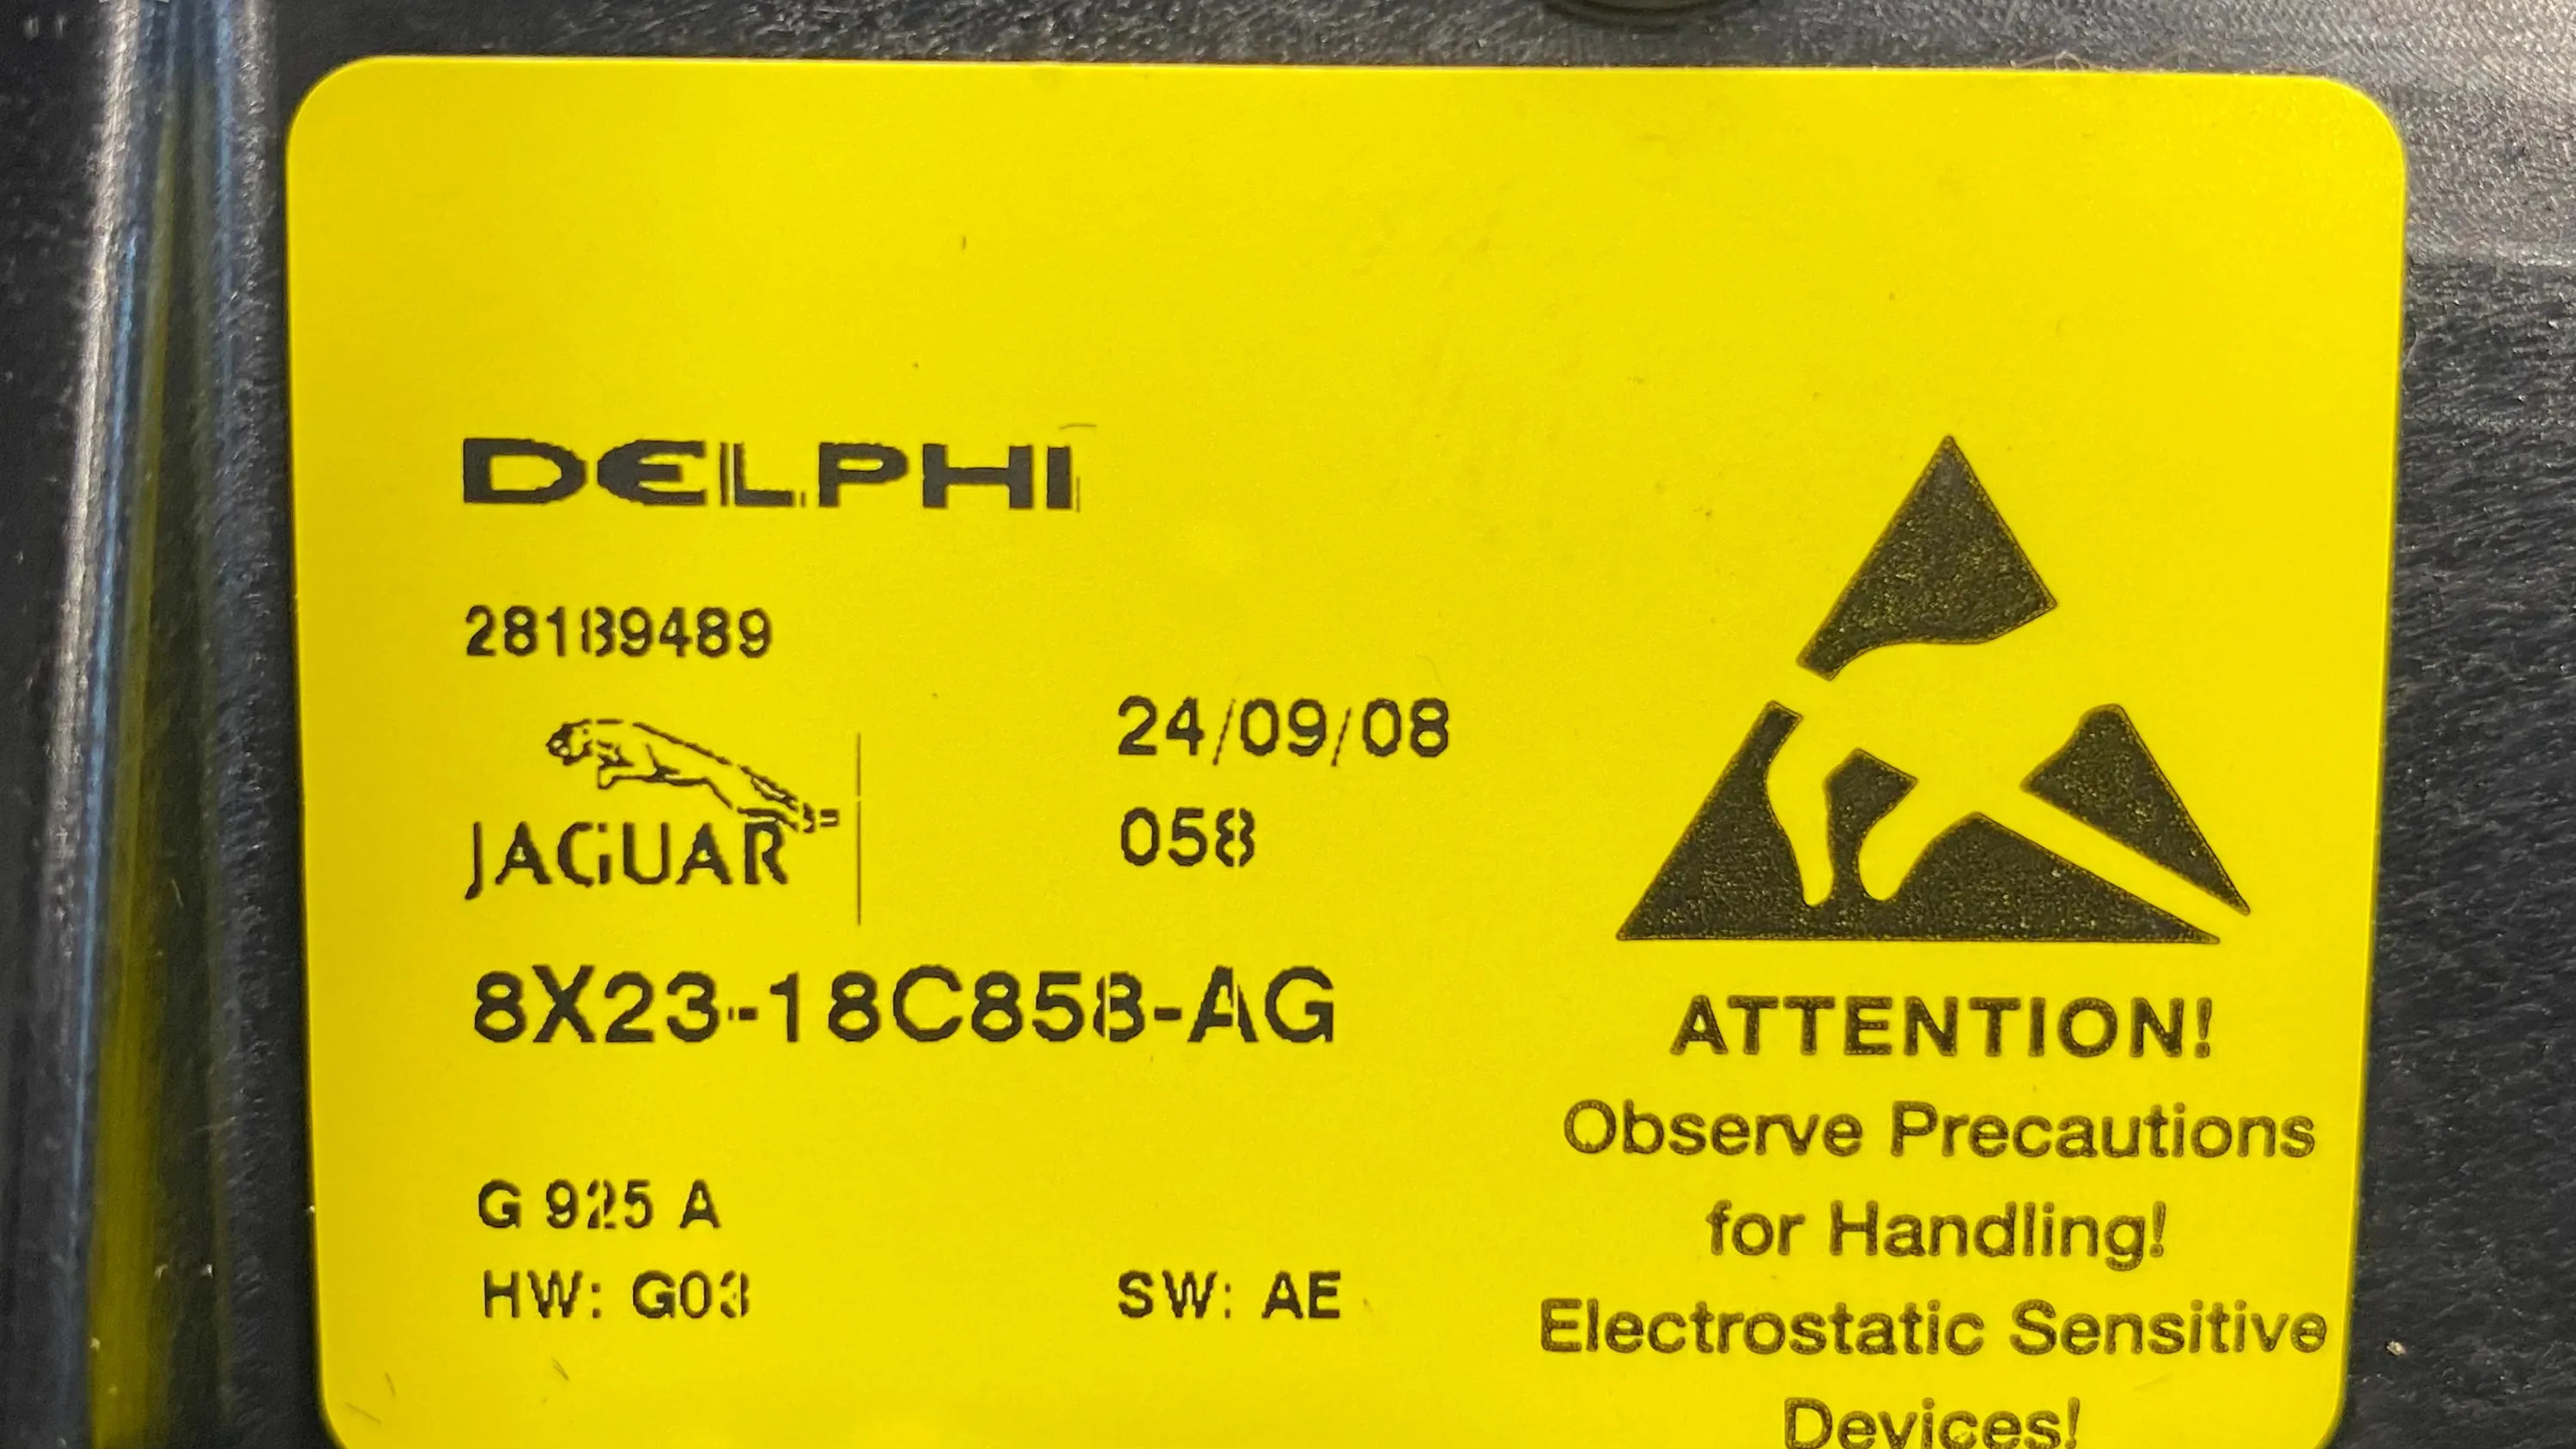 DELPHI
28189489
JAGUAR
24/09/08
058
8X23-18C858-AG
G 925 A
HW: G03
SW: AE
ATTENTION!
Observe Precautions
for Handling!
Electrostatic Sensitive
Devices!